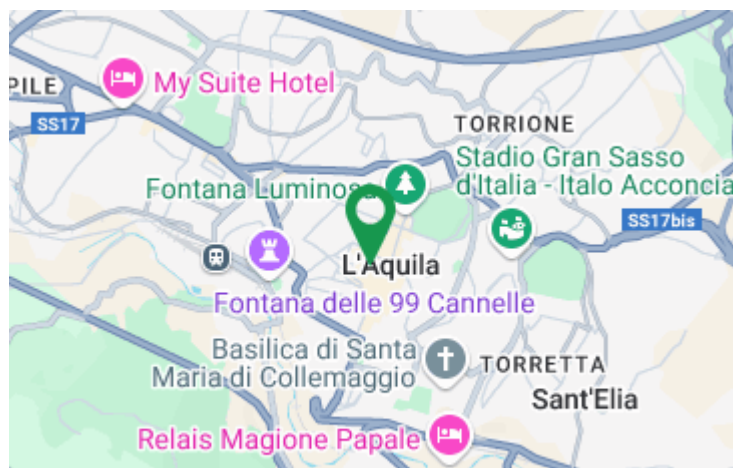 PILE
My Suite Hotel
SS17
TORRIONE
Stadio Gran Sasso
d'Italia - Italo Acconcia
Fontana Luminosa
SS17bis
L'Aquila
Fontana delle 99 Cannelle
Basilica di Santa
Maria di Collemaggio
TORRETTA
Sant'Elia
Relais Magione Papale